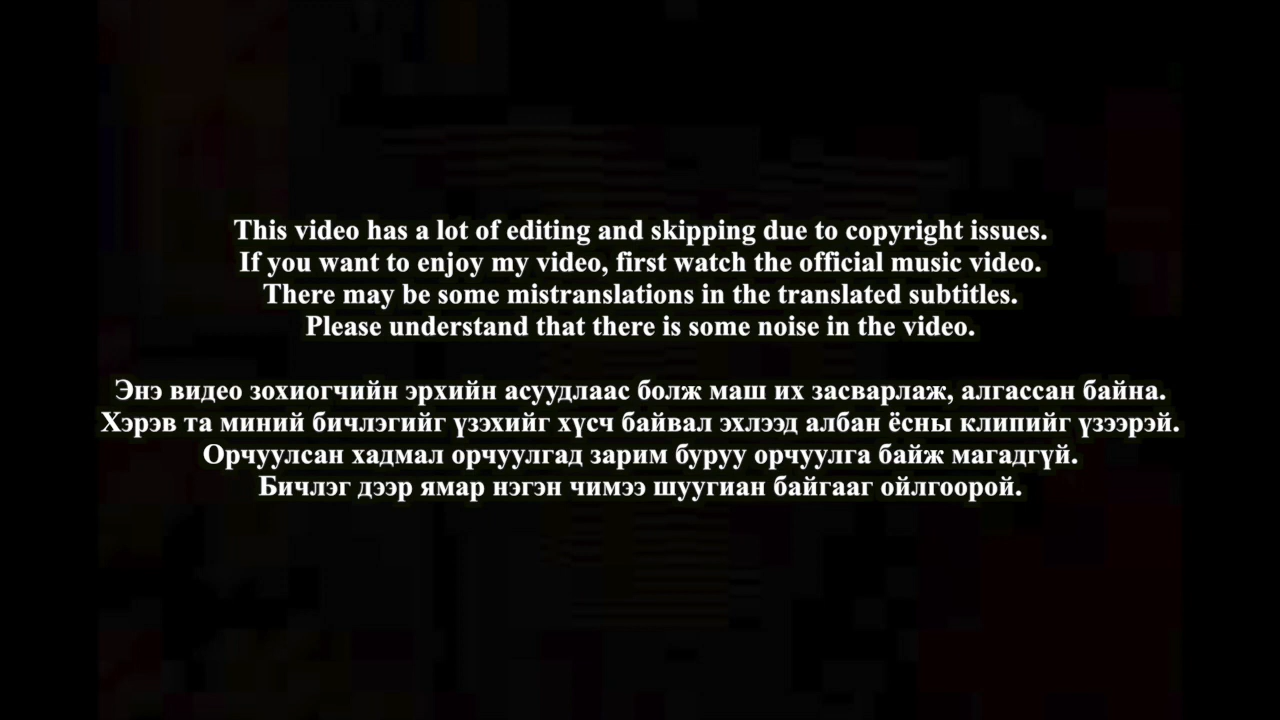 This video has a lot of editing and skipping due to copyright issues.
If you want to enjoy my video, first watch the official music video.
There may be some mistranslations in the translated subtitles.
Please understand that there is some noise in the video.
Энэ видео зохиогчийн эрхийн асуудлаас болж маш их засварлаж, алгассан байна.
Хэрэв та миний бичлэгийг үзэхийг хүсч байвал эхлээд албан ёсны клипийг үзээрэй.
Орчуулсан хадмал орчуулгад зарим буруу орчуулга байж магадгүй.
Бичлэг дээр ямар нэгэн чимээ шуугиан байгааг ойлгоорой.